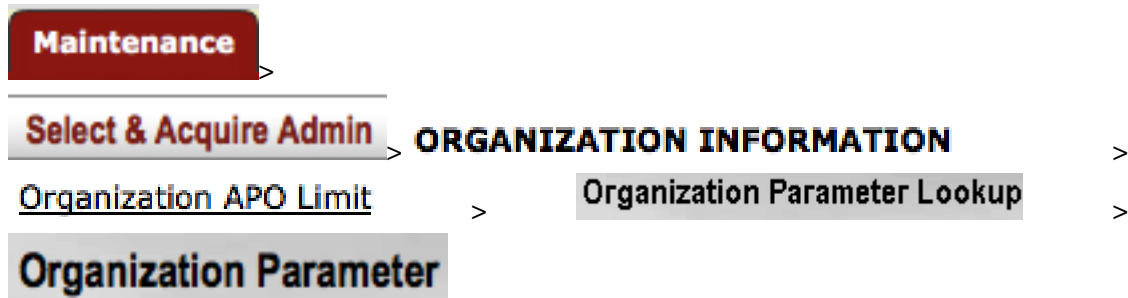 Maintenance >
Select & Acquire Admin > ORGANIZATION INFORMATION >
Organization APO Limit > Organization Parameter Lookup >
Organization Parameter